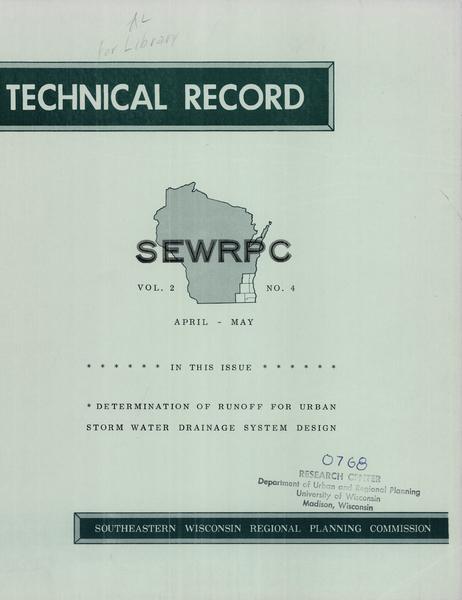 AL
for Library
TECHNICAL RECORD
SEWRPC
VOL. 2 NO. 4
APRIL - MAY
* * * * * * IN THIS ISSUE * * * * * *
* DETERMINATION OF RUNOFF FOR URBAN
STORM WATER DRAINAGE SYSTEM DESIGN
0768
RESEARCH CENTER
Department of Urban and Regional Planning
University of Wisconsin
Madison, Wisconsin
SOUTHEASTERN WISCONSIN REGIONAL PLANNING COMMISSION